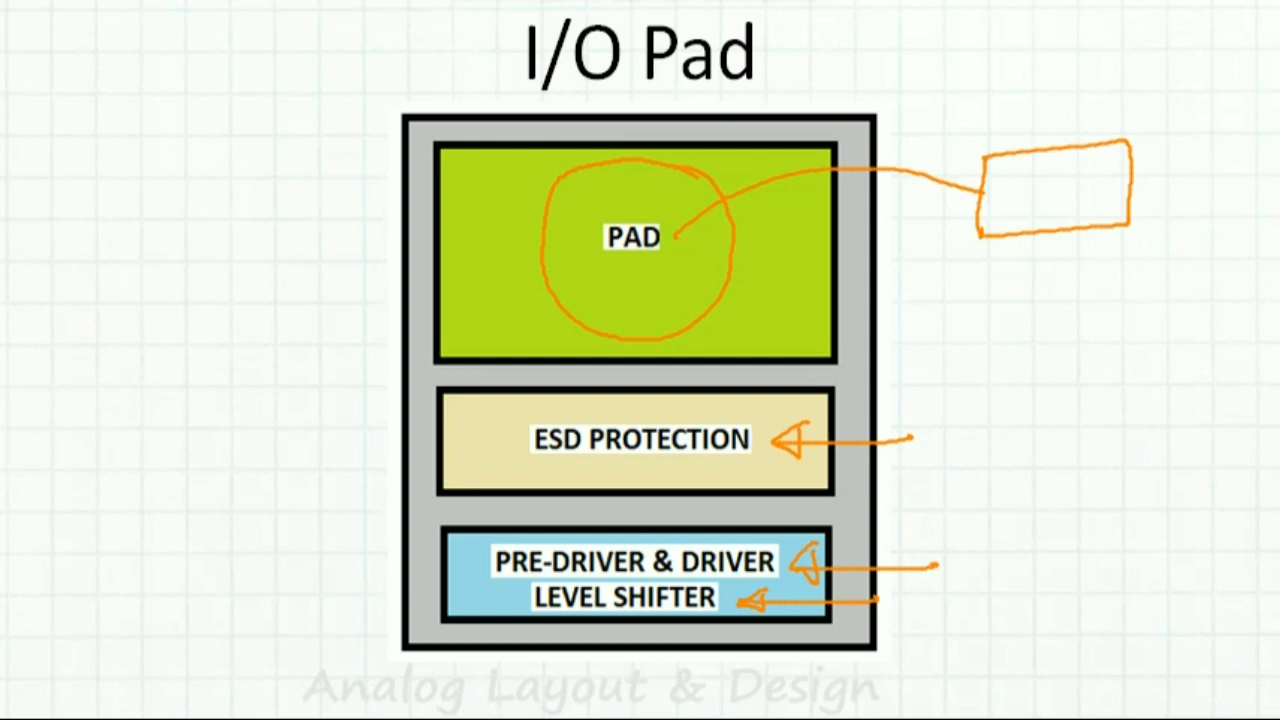 I/O Pad
PAD
ESD PROTECTION
PRE-DRIVER & DRIVER
LEVEL SHIFTER
Analog Layout & Design